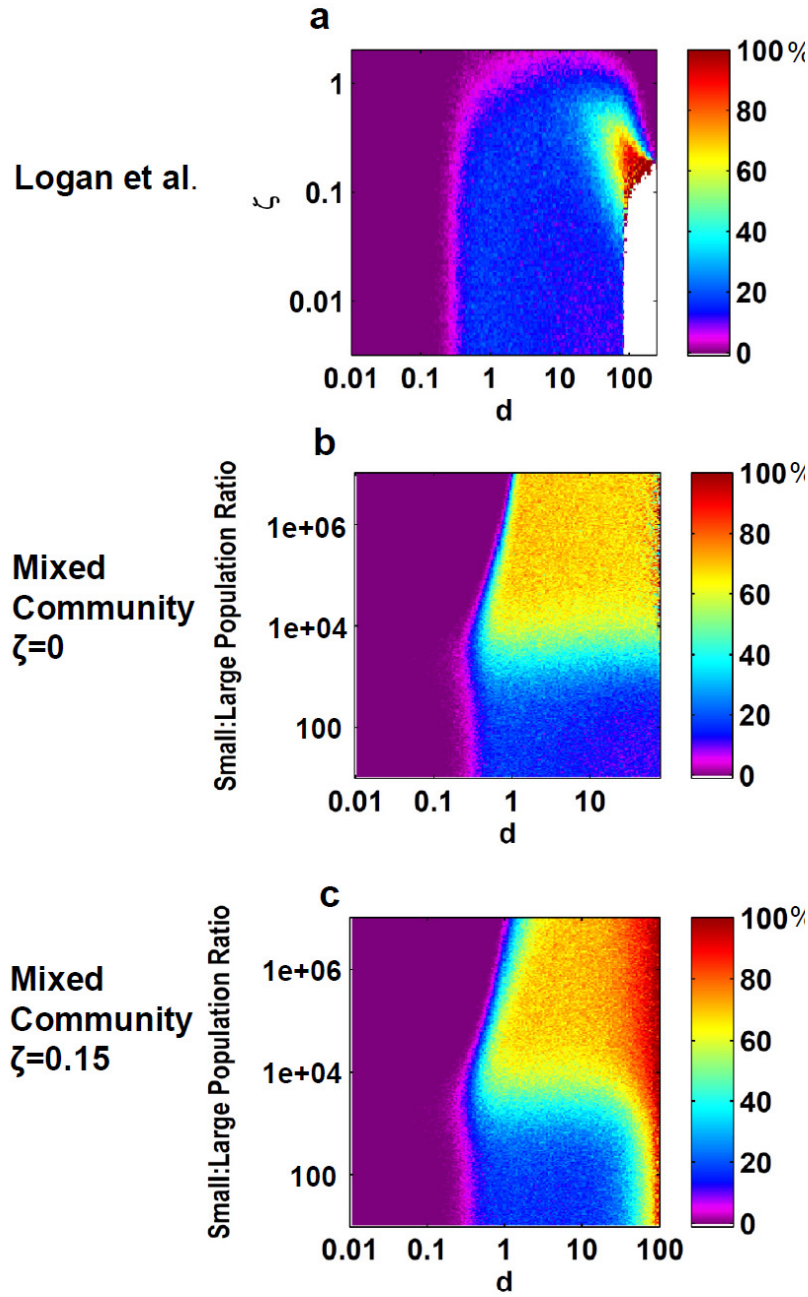 a
Logan et al.
ζ
1
0.1
0.01
0.01 0.1 1 10 100
d
100 %
80
60
40
20
0
b
Mixed
Community
ζ=0
Small:Large Population Ratio
1e+06
1e+04
100
0.01 0.1 1 10
d
100 %
80
60
40
20
0
c
Mixed
Community
ζ=0.15
Small:Large Population Ratio
1e+06
1e+04
100
0.01 0.1 1 10 100
d
100%
80
60
40
20
0